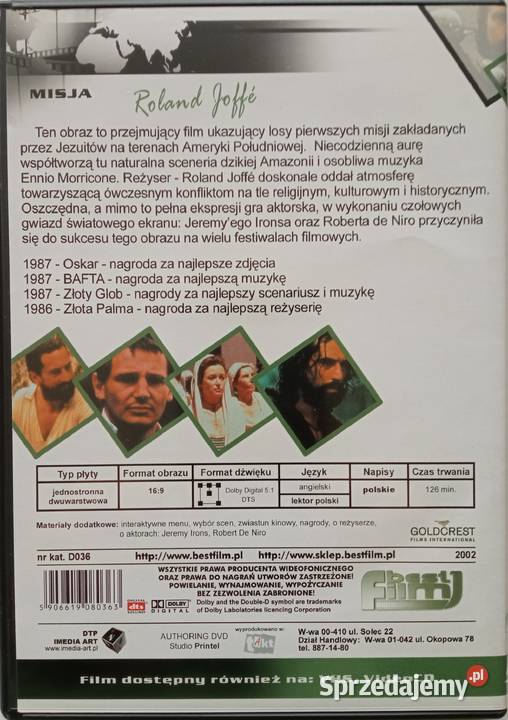 MISJA
Roland Joffé
Ten obraz to przejmujący film ukazujący losy pierwszych misji zakładanych
przez Jezuitów na terenach Ameryki Południowej. Niecodzienną aurę
współtworzą tu naturalna sceneria dzikiej Amazonii i osobliwa muzyka
Ennio Morricone. Reżyser - Roland Joffé doskonale oddał atmosferę
towarzyszącą ówczesnym konfliktom na tle religijnym, kulturowym i historycznym.
Oszczędna, a mimo to pełna ekspresji gra aktorska, w wykonaniu czołowych
gwiazd światowego ekranu: Jeremy'ego Ironsa oraz Roberta de Niro przyczyniła
się do sukcesu tego obrazu na wielu festiwalach filmowych.
1987 - Oskar - nagroda za najlepsze zdjęcia
1987 - BAFTA - nagroda za najlepszą muzykę
1987 - Złoty Glob - nagrody za najlepszy scenariusz i muzykę
1986 - Złota Palma - nagroda za najlepszą reżyserię
Typ płyty Format obrazu Format dźwięku Język Napisy Czas trwania
jednostronna dwuwarstwowa 16:9 Dolby Digital 5.1 DTS angielski lektor polski polskie 126 min.
Materiały dodatkowe: interaktywne menu, wybór scen, zwiastun kinowy, nagrody, o reżyserze,
o aktorach: Jeremy Irons, Robert De Niro
GOLDCREST
FILMS INTERNATIONAL
nr kat. D036 http://www.bestfilm.pl http://www.sklep.bestfilm.pl 2002
WSZYSTKIE PRAWA PRODUCENTA WIDEOFONICZNEGO
ORAZ PRAWA DO NAGRAŃ UTWORÓW ZASTRZEŻONE!
POWIELANIE, WYNAJMOWANIE, WYPOŻYCZANIE
BEZ ZEZWOLENIA ZABRONIONE!
Dolby and the Double-D symbol are trademarks
of Dolby Laboratories licencing Corporation
5 906619 080363
dts
DOLBY
DIGITAL
best
film
DTP
IMEDIA ART
www.imedia-art.pl
AUTHORING DVD
Studio Printel
wyprodukowano w:
takt
W-wa 00-410 ul. Solec 22
Dział Handlowy: W-wa 01-042 ul. Okopowa 78
tel. 887-14-80
Film dostępny również na: VHS, VideoCD
Sprzedajemy .pl